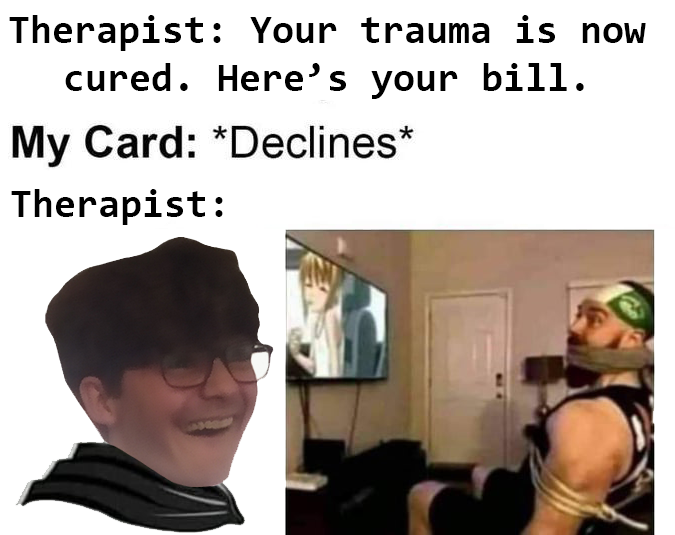 Therapist: Your trauma is now
cured. Here’s your bill.
My Card: *Declines*
Therapist: